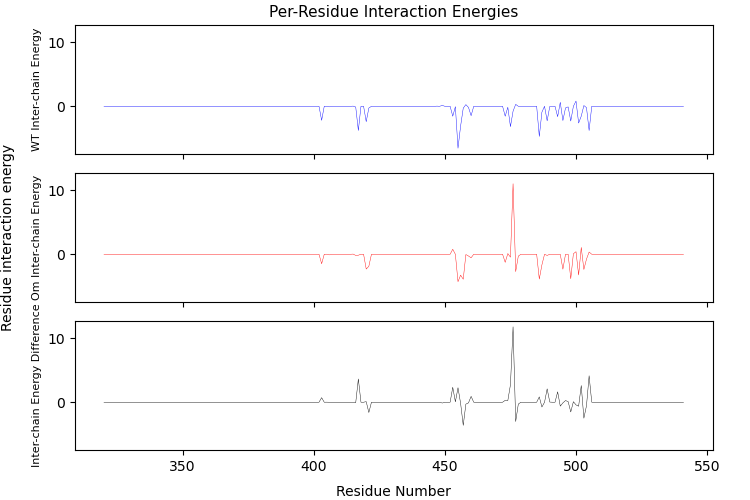 Per-Residue Interaction Energies
Residue interaction energy
WT Inter-chain Energy
10
0
Om Inter-chain Energy
10
0
Inter-chain Energy Difference
10
0
350
400
450
500
550
Residue Number